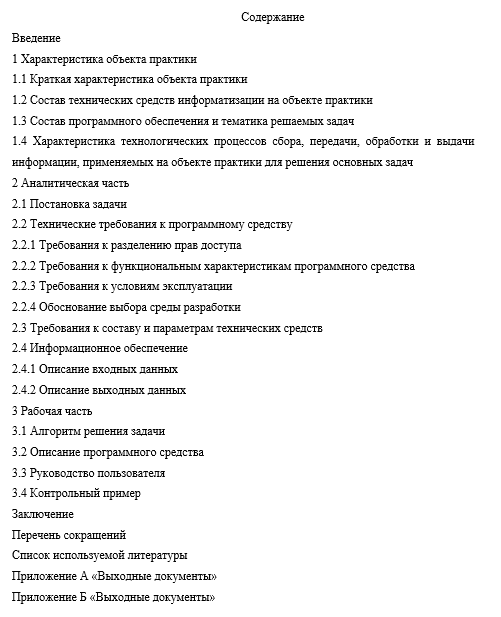 Содержание
Введение
1 Характеристика объекта практики
1.1 Краткая характеристика объекта практики
1.2 Состав технических средств информатизации на объекте практики
1.3 Состав программного обеспечения и тематика решаемых задач
1.4 Характеристика технологических процессов сбора, передачи, обработки и выдачи
информации, применяемых на объекте практики для решения основных задач
2 Аналитическая часть
2.1 Постановка задачи
2.2 Технические требования к программному средству
2.2.1 Требования к разделению прав доступа
2.2.2 Требования к функциональным характеристикам программного средства
2.2.3 Требования к условиям эксплуатации
2.2.4 Обоснование выбора среды разработки
2.3 Требования к составу и параметрам технических средств
2.4 Информационное обеспечение
2.4.1 Описание входных данных
2.4.2 Описание выходных данных
3 Рабочая часть
3.1 Алгоритм решения задачи
3.2 Описание программного средства
3.3 Руководство пользователя
3.4 Контрольный пример
Заключение
Перечень сокращений
Список используемой литературы
Приложение А «Выходные документы»
Приложение Б «Выходные документы»